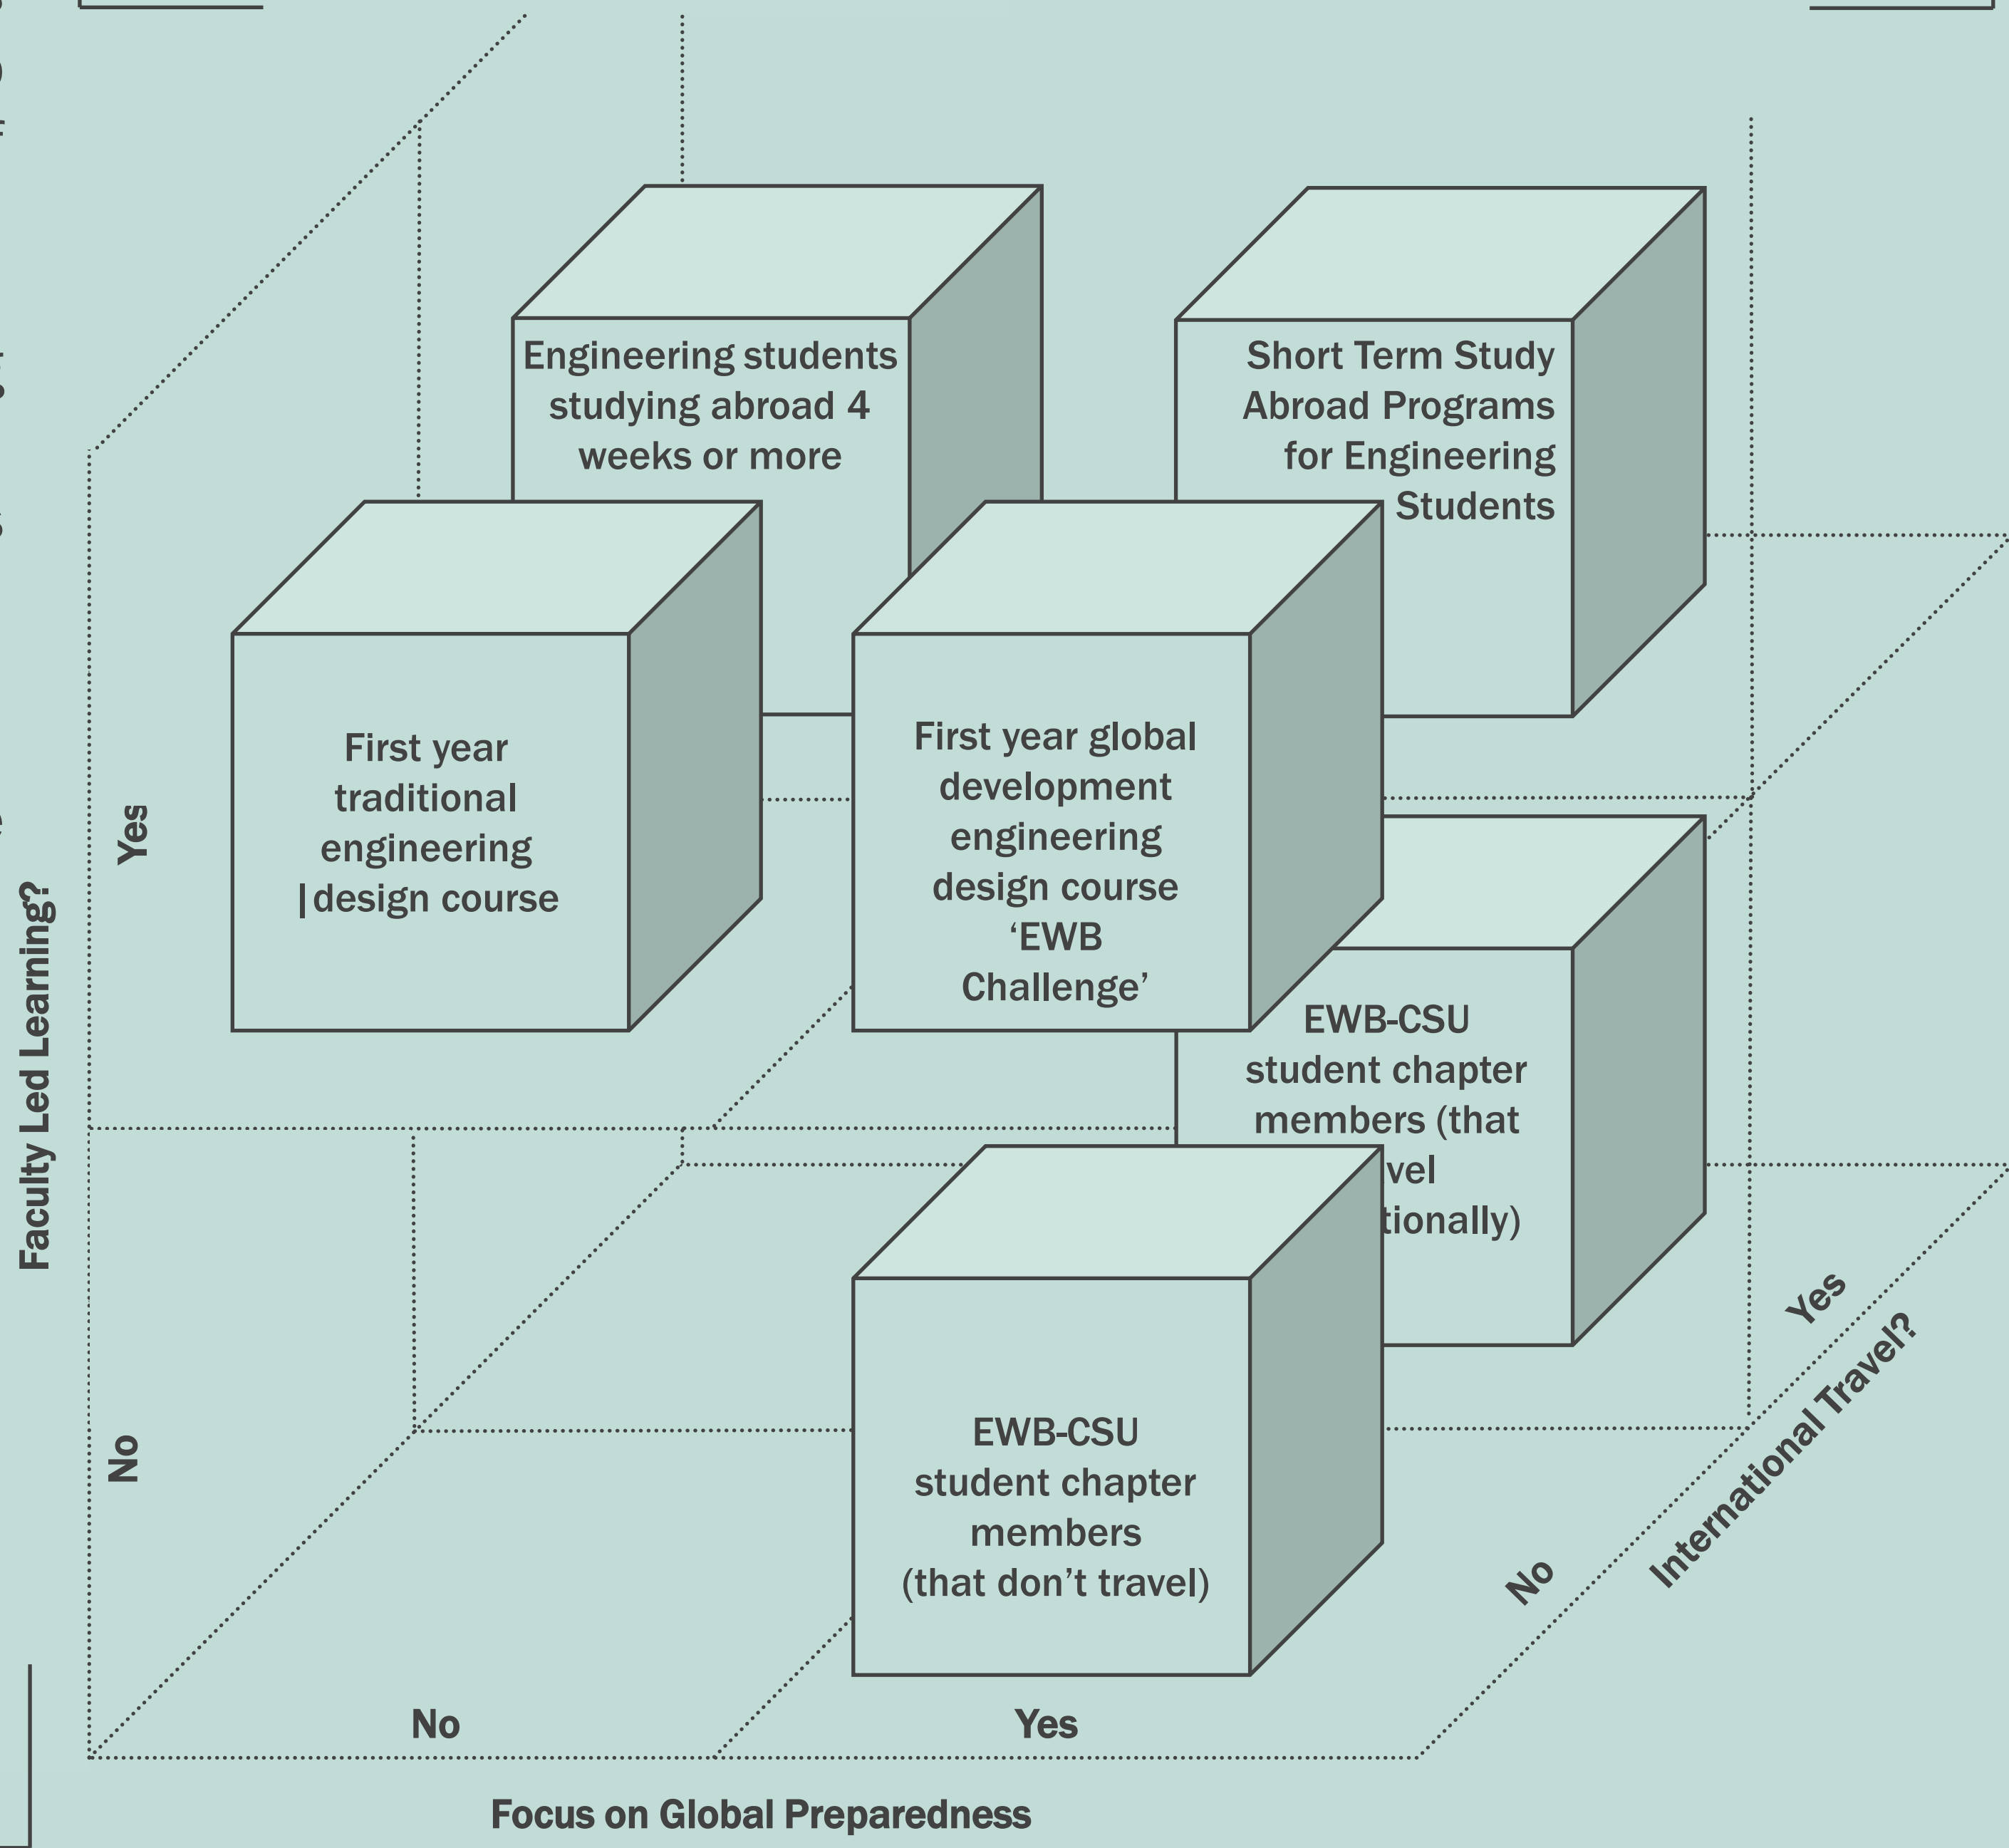 Engineering students
studying abroad 4
weeks or more
Short Term Study
Abroad Programs
for Engineering
Students
First year
traditional
engineering
|design course
First year global
development
engineering
design course
‘EWB
Challenge’
EWB-CSU
student chapter
members (that
vel
tionally)
EWB-CSU
student chapter
members
(that don’t travel)
Faculty Led Learning?
Yes
No
No
Yes
Focus on Global Preparedness
No
Yes
International Travel?